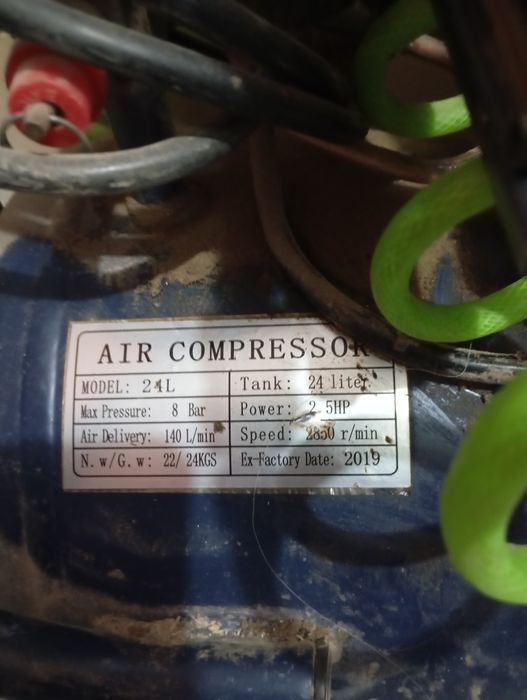 AIR COMPRESSOR
MODEL: 24L Tank: 24 liter
Max Pressure: 8 Bar Power: 2.5HP
Air Delivery: 140 L/min Speed: 2850 r/min
N.w/G.w: 22/24KGS Ex-Factory Date: 2019